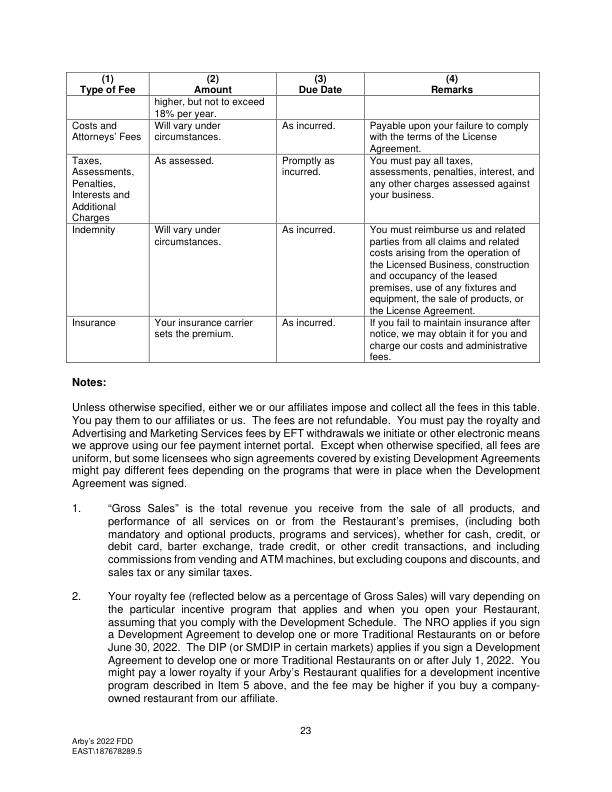 (1)
Type of Fee
(2)
Amount
(3)
Due Date
(4)
Remarks
higher, but not to exceed
18% per year.
Costs and
Attorneys’ Fees
Will vary under
circumstances.
As incurred.
Payable upon your failure to comply
with the terms of the License
Agreement.
Taxes,
Assessments,
Penalties,
Interests and
Additional
Charges
As assessed.
Promptly as
incurred.
You must pay all taxes,
assessments, penalties, interest, and
any other charges assessed against
your business.
Indemnity
Will vary under
circumstances.
As incurred.
You must reimburse us and related
parties from all claims and related
costs arising from the operation of
the Licensed Business, construction
and occupancy of the leased
premises, use of any fixtures and
equipment, the sale of products, or
the License Agreement.
Insurance
Your insurance carrier
sets the premium.
As incurred.
If you fail to maintain insurance after
notice, we may obtain it for you and
charge our costs and administrative
fees.
Notes:
Unless otherwise specified, either we or our affiliates impose and collect all the fees in this table.
You pay them to our affiliates or us. The fees are not refundable. You must pay the royalty and
Advertising and Marketing Services fees by EFT withdrawals we initiate or other electronic means
we approve using our fee payment internet portal. Except when otherwise specified, all fees are
uniform, but some licensees who sign agreements covered by existing Development Agreements
might pay different fees depending on the programs that were in place when the Development
Agreement was signed.
1. “Gross Sales” is the total revenue you receive from the sale of all products, and
performance of all services on or from the Restaurant’s premises, (including both
mandatory and optional products, programs and services), whether for cash, credit, or
debit card, barter exchange, trade credit, or other credit transactions, and including
commissions from vending and ATM machines, but excluding coupons and discounts, and
sales tax or any similar taxes.
2. Your royalty fee (reflected below as a percentage of Gross Sales) will vary depending on
the particular incentive program that applies and when you open your Restaurant,
assuming that you comply with the Development Schedule. The NRO applies if you sign
a Development Agreement to develop one or more Traditional Restaurants on or before
June 30, 2022. The DIP (or SMDIP in certain markets) applies if you sign a Development
Agreement to develop one or more Traditional Restaurants on or after July 1, 2022. You
might pay a lower royalty if your Arby’s Restaurant qualifies for a development incentive
program described in Item 5 above, and the fee may be higher if you buy a company-
owned restaurant from our affiliate.
23
Arby’s 2022 FDD
EAST\187678289.5